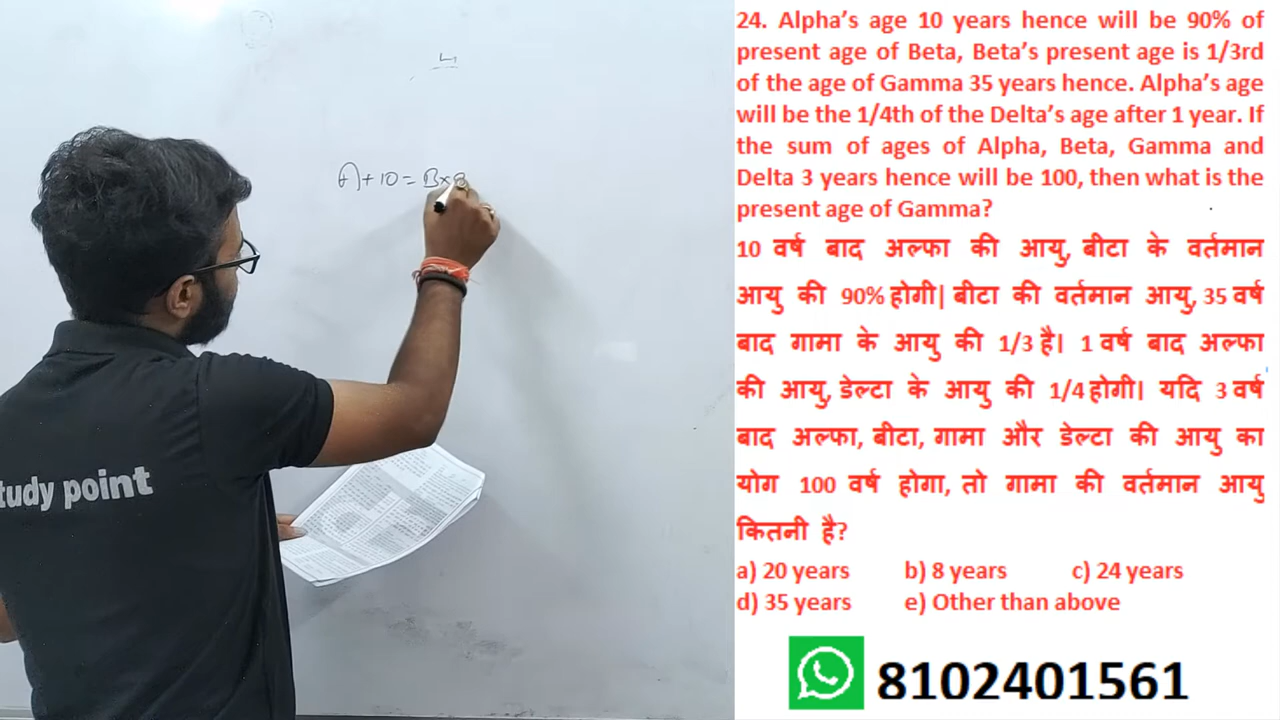 4
A+10=B×9
tudy point
24. Alpha's age 10 years hence will be 90% of
present age of Beta, Beta's present age is 1/3rd
of the age of Gamma 35 years hence. Alpha's age
will be the 1/4th of the Delta's age after 1 year. If
the sum of ages of Alpha, Beta, Gamma and
Delta 3 years hence will be 100, then what is the
present age of Gamma?
10 वर्ष बाद अल्फा की आयु, बीटा के वर्तमान
आयु की 90% होगी| बीटा की वर्तमान आयु, 35 वर्ष
बाद गामा के आयु की 1/3 है। 1 वर्ष बाद अल्फा
की आयु, डेल्टा के आयु की 1/4 होगी। यदि 3 वर्ष
बाद अल्फा, बीटा, गामा और डेल्टा की आयु का
योग 100 वर्ष होगा, तो गामा की वर्तमान आयु
कितनी है?
a) 20 years b) 8 years c) 24 years
d) 35 years e) Other than above
8102401561